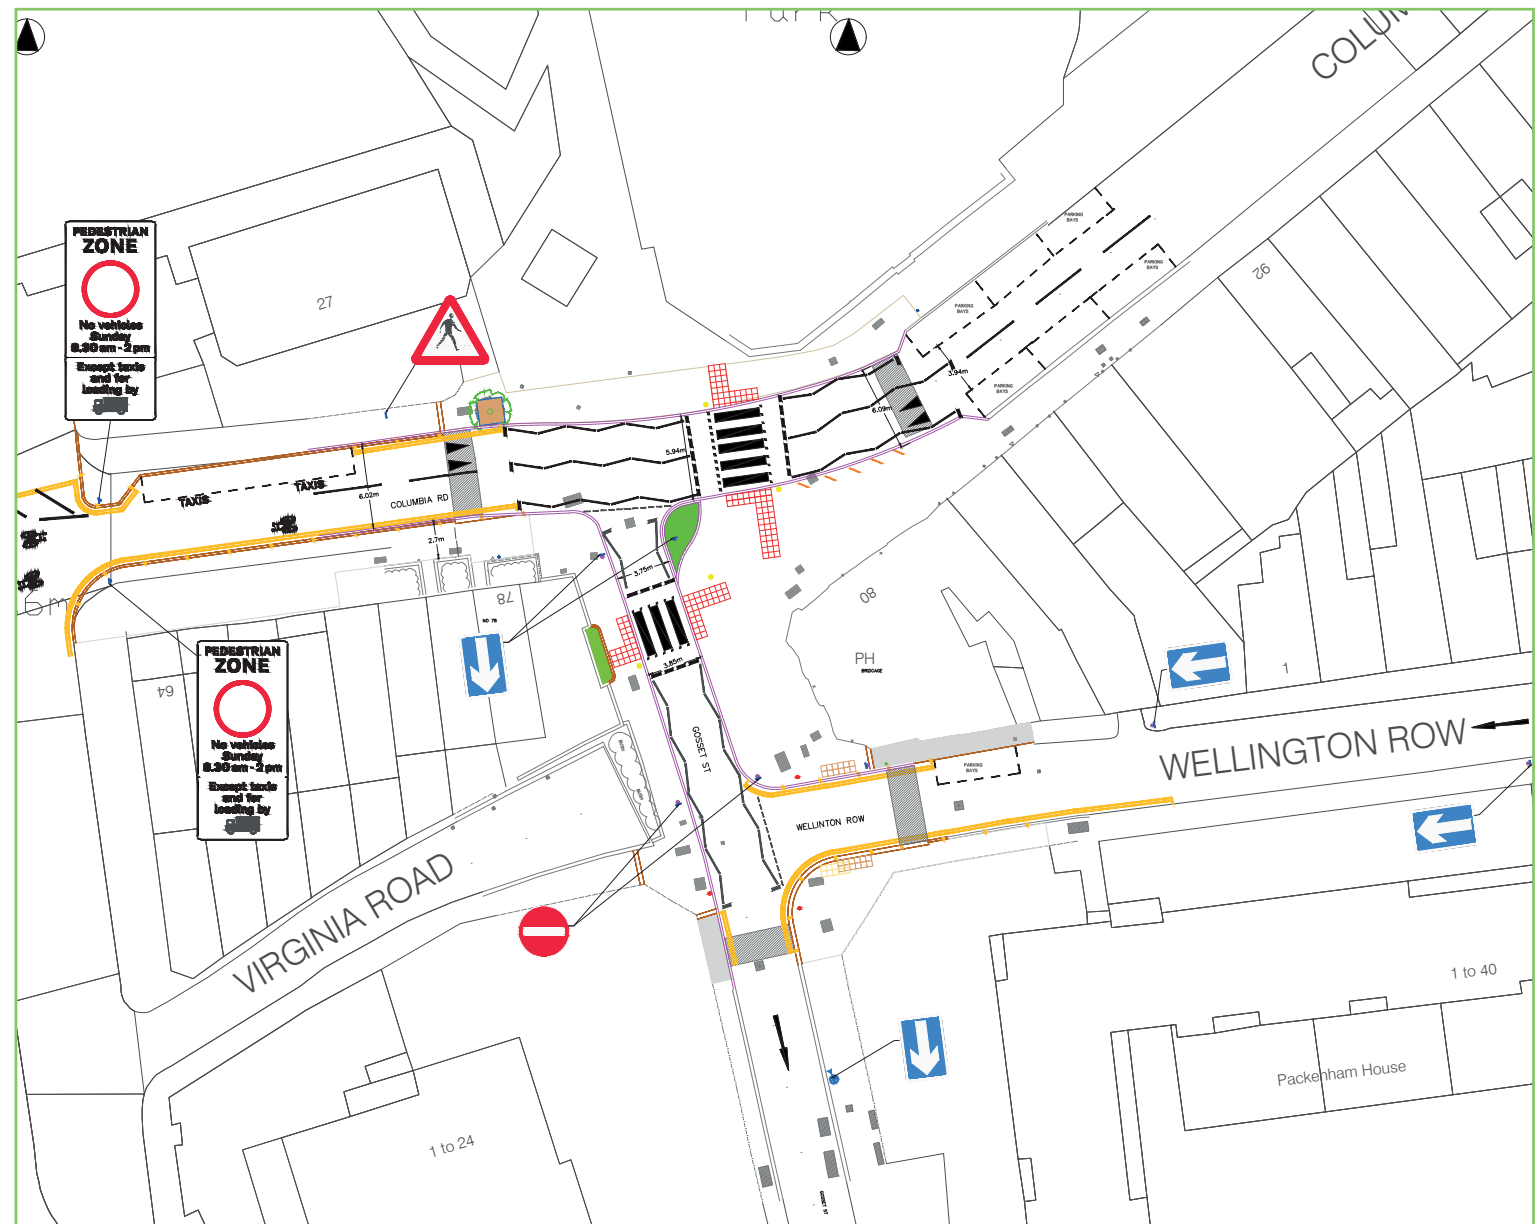 COLUM
PARKING
BAYS
PARKING
BAYS
PARKING
BAYS
PARKING
BAYS
92
PEDESTRIAN
ZONE
No vehicles
Sunday
8.30 am - 2 pm
Except taxis
and for
loading by
27
3.94m
6.09m
5.94m
TAXIS
TAXIS
6.02m
COLUMBIA RD
2.7m
3.75m
78
NO 78
80
PH
BIRDCAGE
3.85m
64
PEDESTRIAN
ZONE
No vehicles
Sunday
8.30 am - 2 pm
Except taxis
and for
loading by
1
WELLINGTON ROW
GOSSET ST
PARKING
BAYS
WELLINTON ROW
VIRGINIA ROAD
1 to 40
Packenham House
1 to 24
GOSSET ST